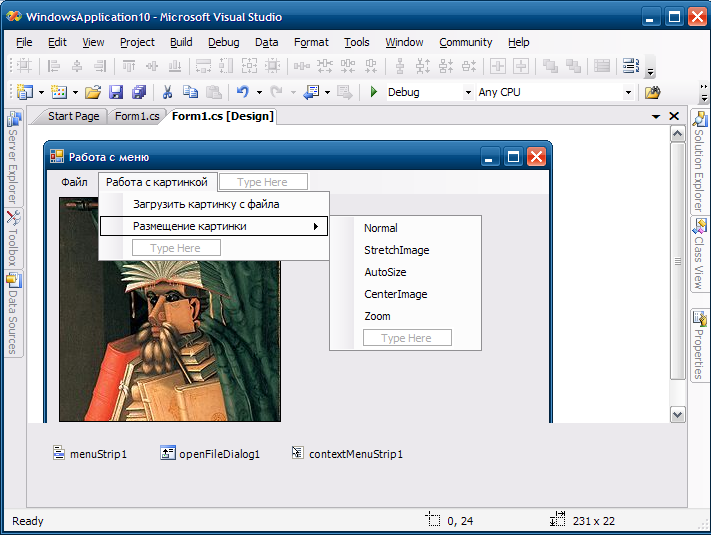 WindowsApplication10 - Microsoft Visual Studio
File Edit View Project Build Debug Data Format Tools Window Community Help
Debug Any CPU
Start Page Form1.cs Form1.cs [Design]
Server Explorer
Toolbox
Data Sources
Работа с меню
Файл Работа с картинкой Type Here
Загрузить картинку с файла
Размещение картинки
Type Here
Normal
StretchImage
AutoSize
CenterImage
Zoom
Type Here
Solution Explorer
Class View
Properties
menuStrip1 openFileDialog1 contextMenuStrip1
Ready 0, 24 231 x 22